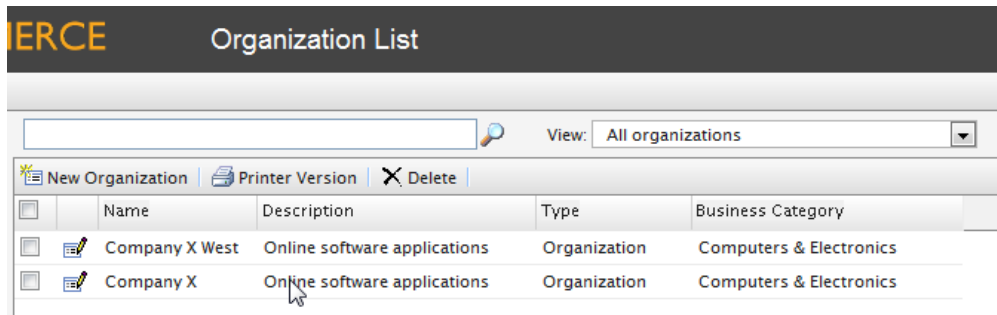 IERCE Organization List
View: All organizations
New Organization Printer Version Delete
Name Description Type Business Category
Company X West Online software applications Organization Computers & Electronics
Company X Online software applications Organization Computers & Electronics